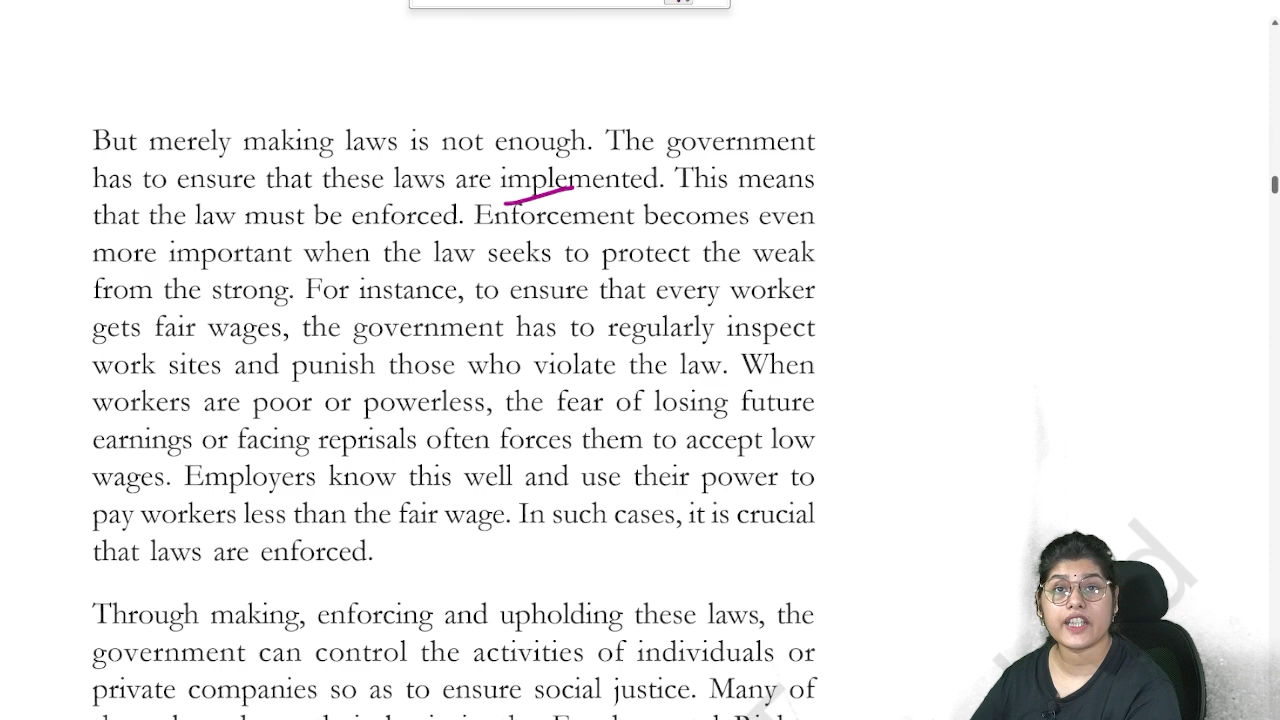 But merely making laws is not enough. The government
has to ensure that these laws are implemented. This means
that the law must be enforced. Enforcement becomes even
more important when the law seeks to protect the weak
from the strong. For instance, to ensure that every worker
gets fair wages, the government has to regularly inspect
work sites and punish those who violate the law. When
workers are poor or powerless, the fear of losing future
earnings or facing reprisals often forces them to accept low
wages. Employers know this well and use their power to
pay workers less than the fair wage. In such cases, it is crucial
that laws are enforced.
Through making, enforcing and upholding these laws, the
government can control the activities of individuals or
private companies so as to ensure social justice. Many of